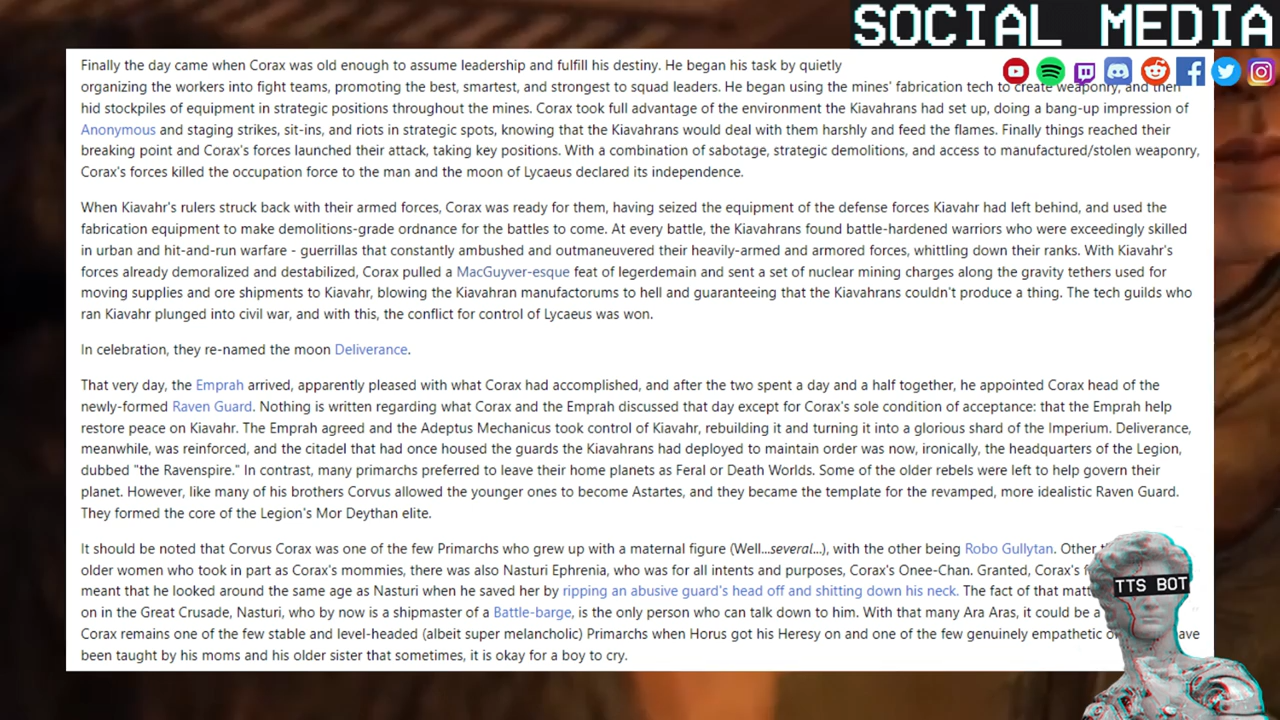 SOCIAL MEDIA
Finally the day came when Corax was old enough to assume leadership and fulfill his destiny. He began his task by quietly
organizing the workers into fight teams, promoting the best, smartest, and strongest to squad leaders. He began using the mines' fabrication tech to create weaponry, and then
hid stockpiles of equipment in strategic positions throughout the mines. Corax took full advantage of the environment the Kiavahrans had set up, doing a bang-up impression of
Anonymous and staging strikes, sit-ins, and riots in strategic spots, knowing that the Kiavahrans would deal with them harshly and feed the flames. Finally things reached their
breaking point and Corax's forces launched their attack, taking key positions. With a combination of sabotage, strategic demolitions, and access to manufactured/stolen weaponry,
Corax's forces killed the occupation force to the man and the moon of Lycaeus declared its independence.
When Kiavahr's rulers struck back with their armed forces, Corax was ready for them, having seized the equipment of the defense forces Kiavahr had left behind, and used the
fabrication equipment to make demolitions-grade ordnance for the battles to come. At every battle, the Kiavahrans found battle-hardened warriors who were exceedingly skilled
in urban and hit-and-run warfare - guerrillas that constantly ambushed and outmaneuvered their heavily-armed and armored forces, whittling down their ranks. With Kiavahr's
forces already demoralized and destabilized, Corax pulled a MacGuyver-esque feat of legerdemain and sent a set of nuclear mining charges along the gravity tethers used for
moving supplies and ore shipments to Kiavahr, blowing the Kiavahran manufactorums to hell and guaranteeing that the Kiavahrans couldn't produce a thing. The tech guilds who
ran Kiavahr plunged into civil war, and with this, the conflict for control of Lycaeus was won.
In celebration, they re-named the moon Deliverance.
That very day, the Emprah arrived, apparently pleased with what Corax had accomplished, and after the two spent a day and a half together, he appointed Corax head of the
newly-formed Raven Guard. Nothing is written regarding what Corax and the Emprah discussed that day except for Corax's sole condition of acceptance: that the Emprah help
restore peace on Kiavahr. The Emprah agreed and the Adeptus Mechanicus took control of Kiavahr, rebuilding it and turning it into a glorious shard of the Imperium. Deliverance,
meanwhile, was reinforced, and the citadel that had once housed the guards the Kiavahrans had deployed to maintain order was now, ironically, the headquarters of the Legion,
dubbed "the Ravenspire." In contrast, many primarchs preferred to leave their home planets as Feral or Death Worlds. Some of the older rebels were left to help govern their
planet. However, like many of his brothers Corvus allowed the younger ones to become Astartes, and they became the template for the revamped, more idealistic Raven Guard.
They formed the core of the Legion's Mor Deythan elite.
It should be noted that Corvus Corax was one of the few Primarchs who grew up with a maternal figure (Well...several...), with the other being Robo Gullytan. Other
older women who took in part as Corax's mommies, there was also Nasturi Ephrenia, who was for all intents and purposes, Corax's Onee-Chan. Granted, Corax's
meant that he looked around the same age as Nasturi when he saved her by ripping an abusive guard's head off and shitting down his neck. The fact of that
on in the Great Crusade, Nasturi, who by now is a shipmaster of a Battle-barge, is the only person who can talk down to him. With that many Ara Aras, it could be a
Corax remains one of the few stable and level-headed (albeit super melancholic) Primarchs when Horus got his Heresy on and one of the few genuinely empathetic
been taught by his moms and his older sister that sometimes, it is okay for a boy to cry.
TTS BOT